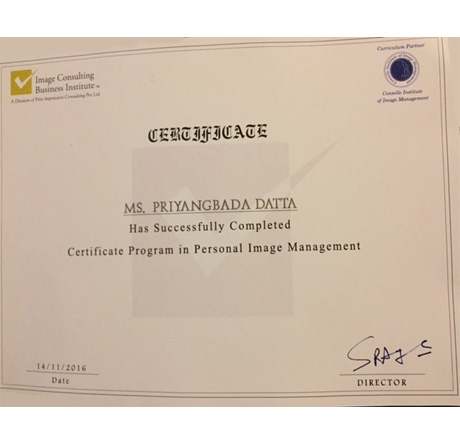 Image Consulting
Business Institute™
A Division of First Impression Consulting Pvt Ltd
Curriculum Partner
Conselle Institute
of Image Management
CERTIFICATE
MS. PRIYANGBADA DATTA
Has Successfully Completed
Certificate Program in Personal Image Management
14/11/2016
Date
DIRECTOR